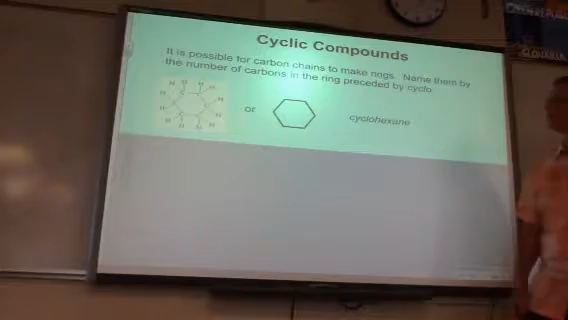 Cyclic Compounds
It is possible for carbon chains to make rings. Name them by
the number of carbons in the ring preceded by cyclo
or
cyclohexane